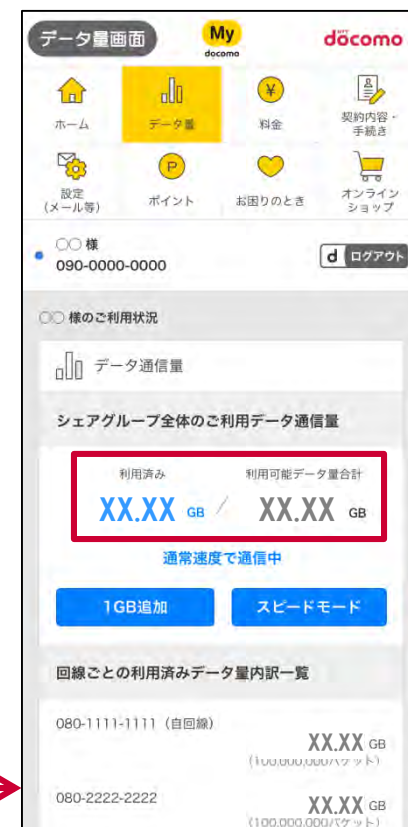 データ量画面
My
docomo
döcomo
ホーム
データ量
¥
料金
契約内容・
手続き
設定
(メール等)
P
ポイント
お困りのとき
オンライン
ショップ
○○ 様
090-0000-0000
d ログアウト
○○ 様のご利用状況
データ通信量
シェアグループ全体のご利用データ通信量
利用済み
利用可能データ量合計
XX.XX GB / XX.XX GB
通常速度で通信中
1GB追加
スピードモード
回線ごとの利用済みデータ量内訳一覧
080-1111-1111（自回線）
XX.XX GB
(100,000,000パケット)
080-2222-2222
XX.XX GB
(100,000,000パケット)